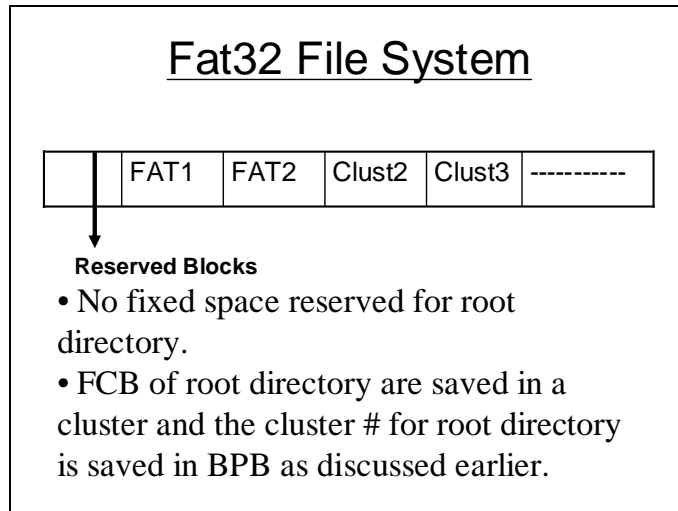 Fat32 File System
FAT1 FAT2 Clust2 Clust3 -----------
Reserved Blocks
• No fixed space reserved for root
directory.
• FCB of root directory are saved in a
cluster and the cluster # for root directory
is saved in BPB as discussed earlier.